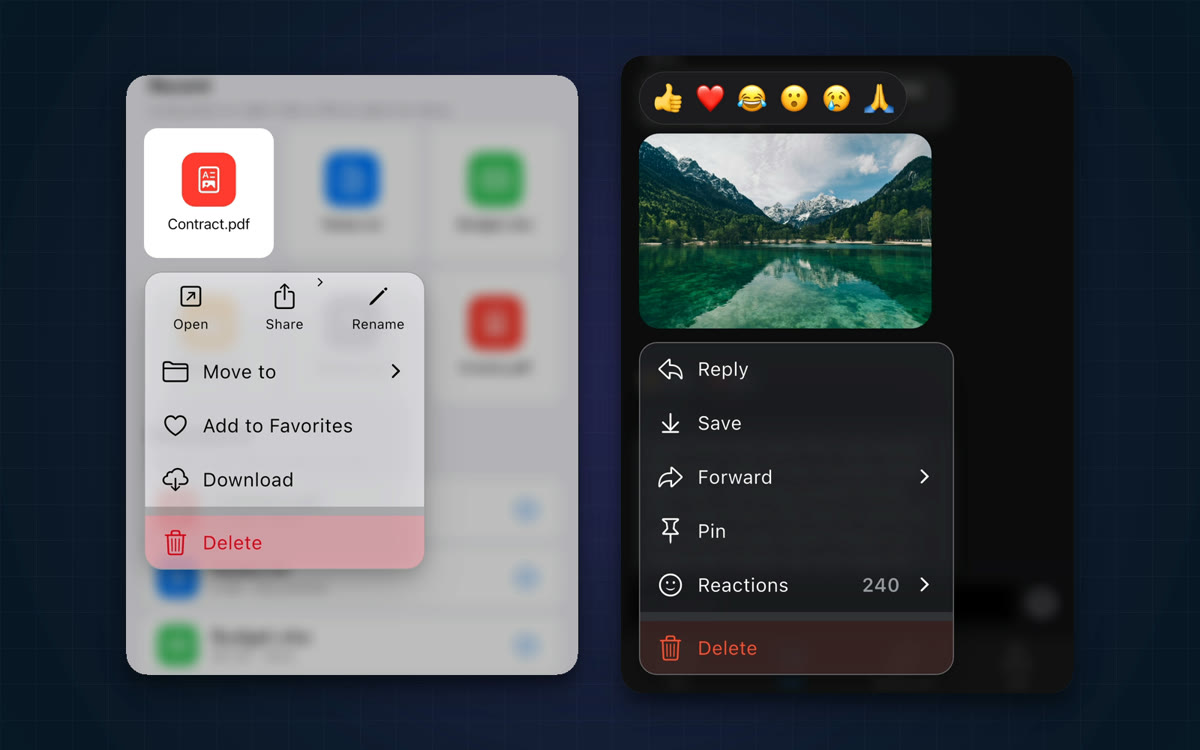 Contract.pdf
Open
Share
Rename
Move to
Add to Favorites
Download
Delete
Reply
Save
Forward
Pin
Reactions 240
Delete